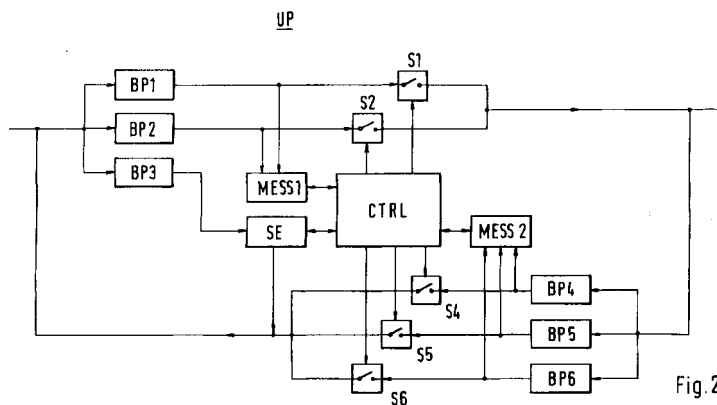 UP
S1
BP1
S2
BP2
BP3
MESS1
CTRL
SE
MESS 2
BP4
S4
BP5
S5
BP6
S6
Fig.2